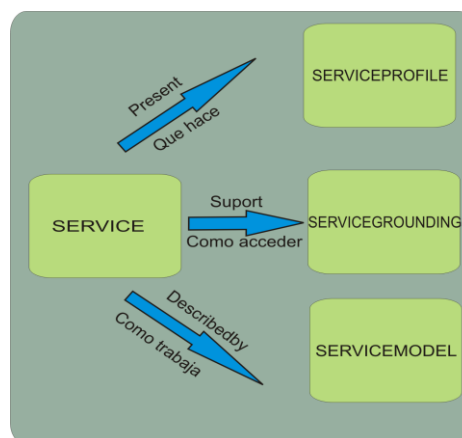 SERVICEPROFILE
Present
Que hace
SERVICE
Suport
Como acceder
SERVICEGROUNDING
Describedby
Como trabaja
SERVICEMODEL